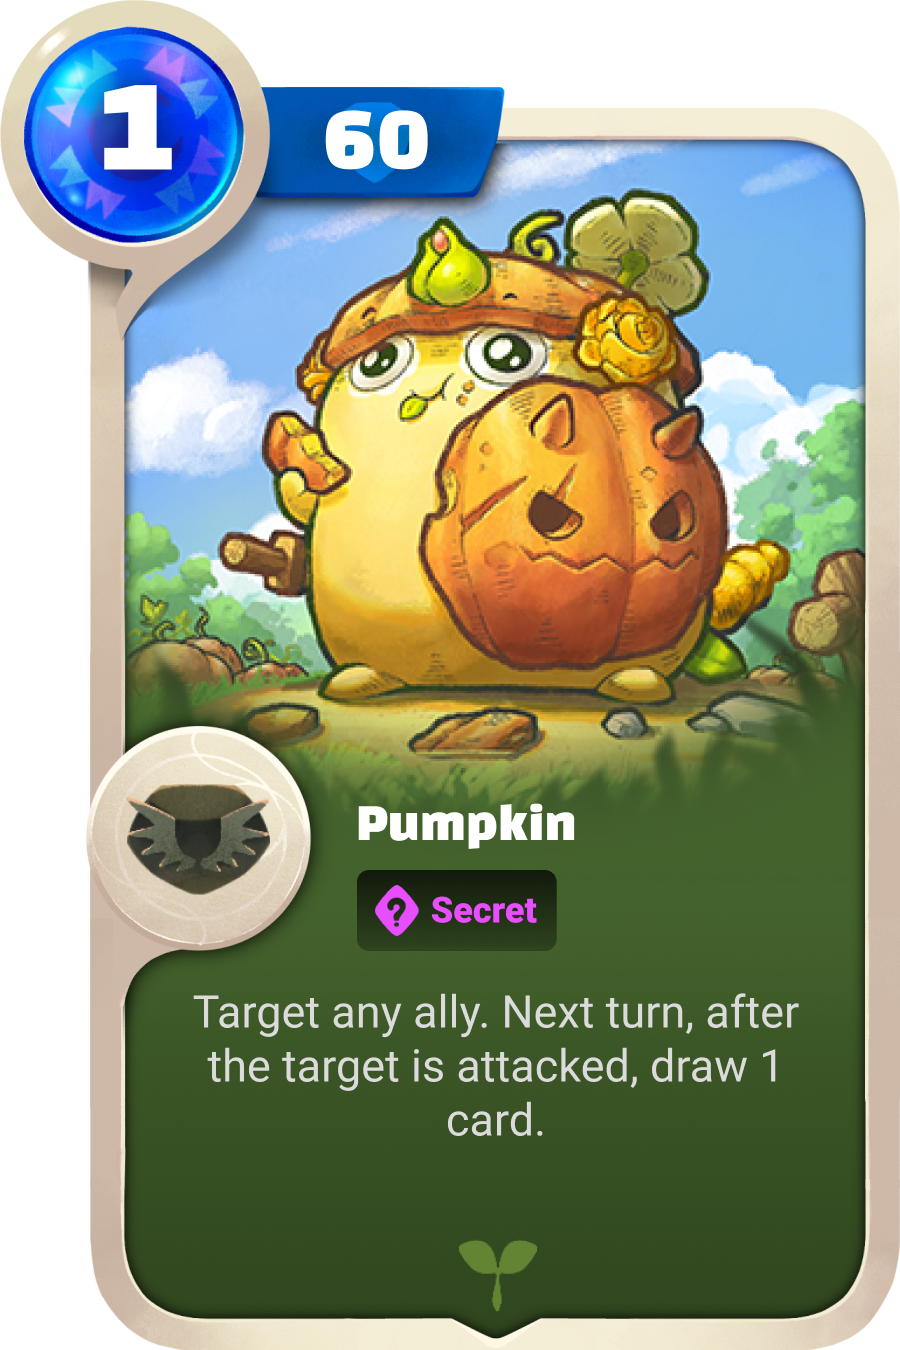 1
60
Pumpkin
Secret
Target any ally. Next turn, after
the target is attacked, draw 1
card.